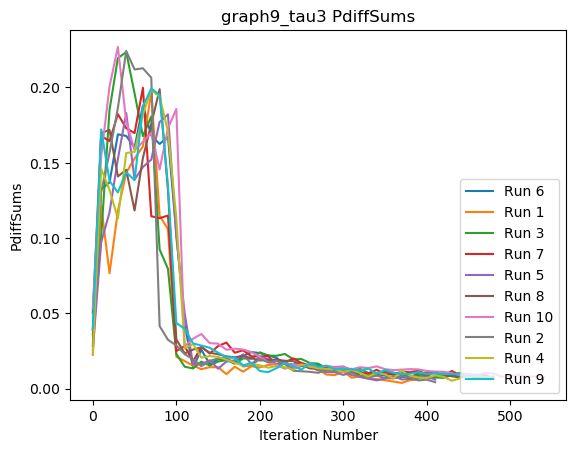 graph9_tau3 PdiffSums
PdiffSums
0.20
0.15
0.10
0.05
0.00
Run 6
Run 1
Run 3
Run 7
Run 5
Run 8
Run 10
Run 2
Run 4
Run 9
0 100 200 300 400 500
Iteration Number